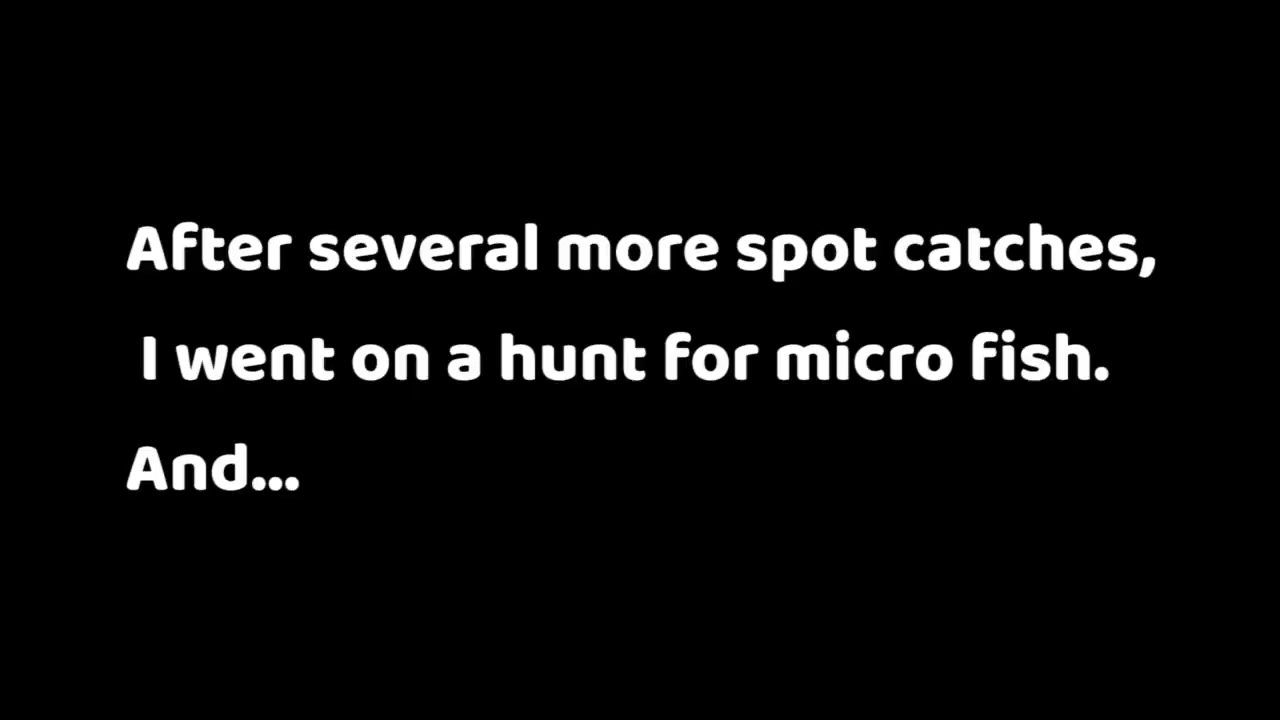 After several more spot catches,
I went on a hunt for micro fish.
And...